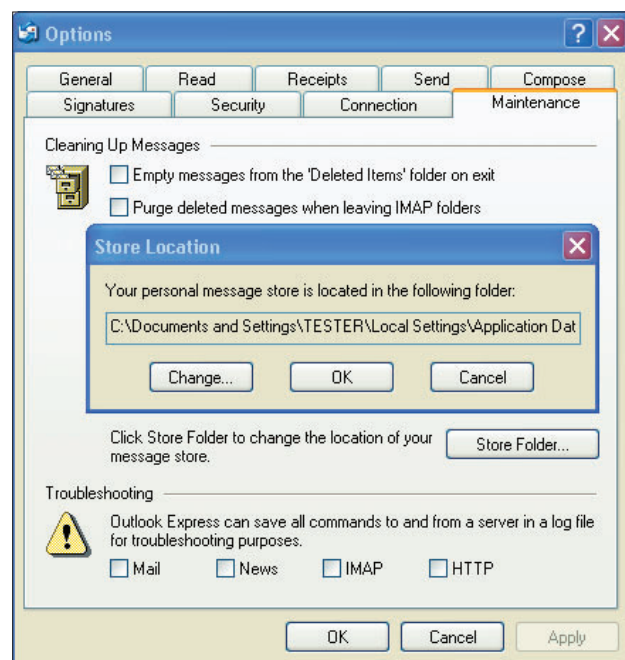 Options
General Read Receipts Send Compose
Signatures Security Connection Maintenance
Cleaning Up Messages
Empty messages from the 'Deleted Items' folder on exit
Purge deleted messages when leaving IMAP folders
Store Location
Your personal message store is located in the following folder:
C:\Documents and Settings\TESTER\Local Settings\Application Dat
Change... OK Cancel
Click Store Folder to change the location of your
message store.
Store Folder...
Troubleshooting
Outlook Express can save all commands to and from a server in a log file
for troubleshooting purposes.
Mail News IMAP HTTP
OK Cancel Apply